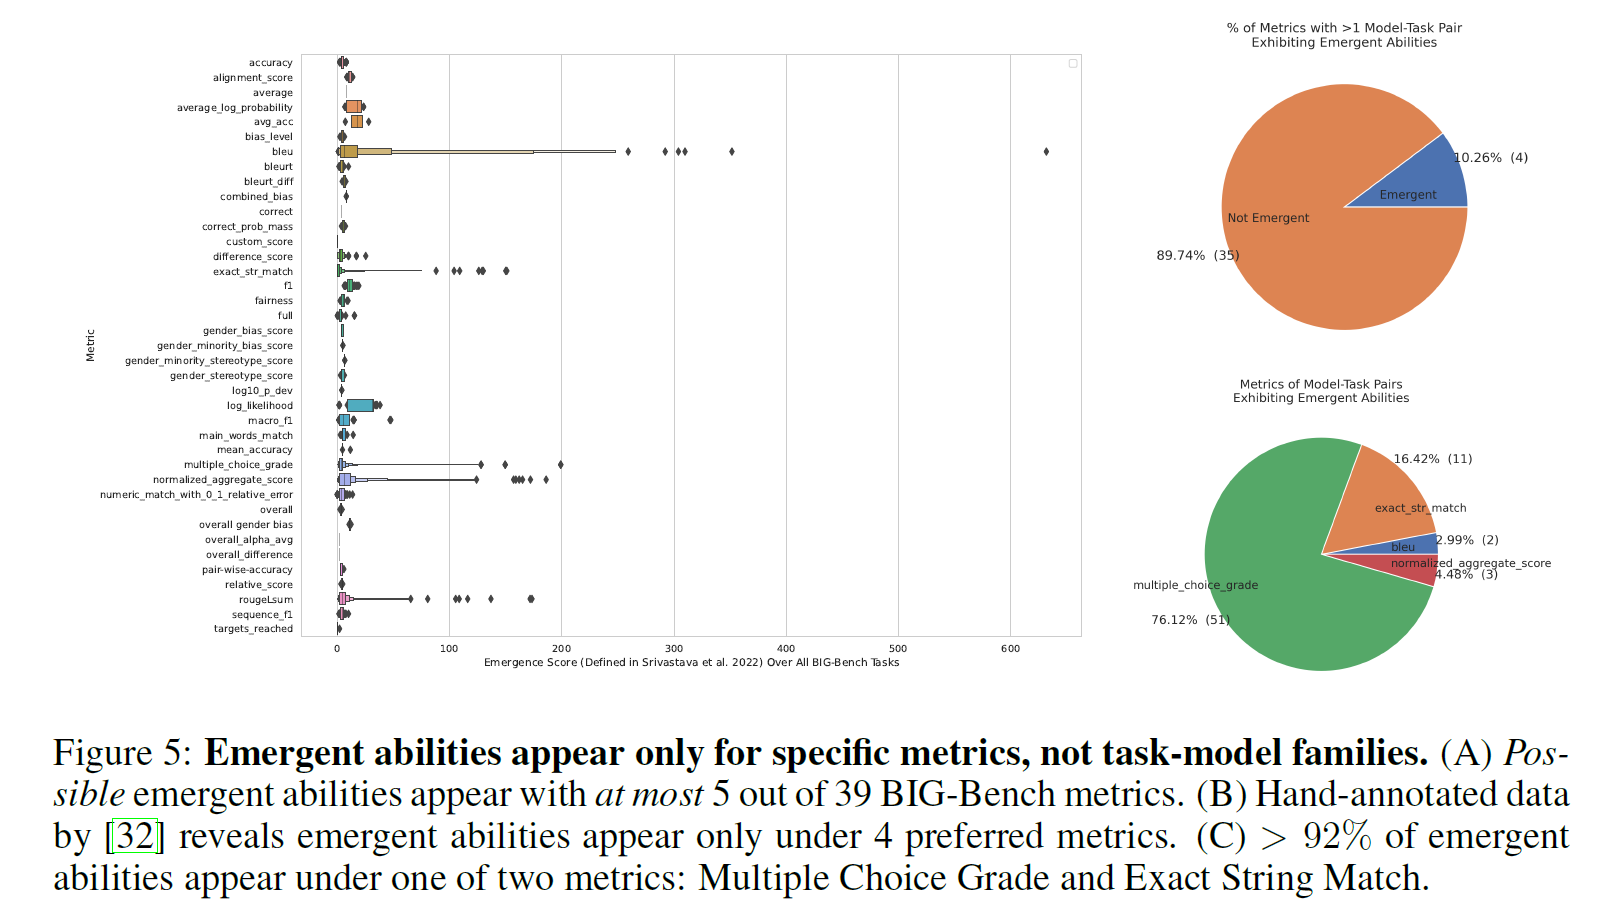 accuracy
alignment_score
average
average_log_probability
avg_acc
bias_level
bleu
bleurt
bleurt_diff
combined_bias
correct
correct_prob_mass
custom_score
difference_score
exact_str_match
f1
fairness
full
gender_bias_score
gender_minority_bias_score
gender_minority_stereotype_score
gender_stereotype_score
log10_p_dev
log_likelihood
macro_f1
main_words_match
mean_accuracy
multiple_choice_grade
normalized_aggregate_score
numeric_match_with_0_1_relative_error
overall
overall gender bias
overall_alpha_avg
overall_difference
pair-wise-accuracy
relative_score
rougeLsum
sequence_f1
targets_reached
Metric
0 100 200 300 400 500 600
Emergence Score (Defined in Srivastava et al. 2022) Over All BIG-Bench Tasks
% of Metrics with >1 Model-Task Pair
Exhibiting Emergent Abilities
10.26% (4)
Emergent
Not Emergent
89.74% (35)
Metrics of Model-Task Pairs
Exhibiting Emergent Abilities
16.42% (11)
exact_str_match
2.99% (2)
bleu
normalized_aggregate_score
4.48% (3)
multiple_choice_grade
76.12% (51)
Figure 5: Emergent abilities appear only for specific metrics, not task-model families. (A) Pos-
sible emergent abilities appear with at most 5 out of 39 BIG-Bench metrics. (B) Hand-annotated data
by [32] reveals emergent abilities appear only under 4 preferred metrics. (C) > 92% of emergent
abilities appear under one of two metrics: Multiple Choice Grade and Exact String Match.